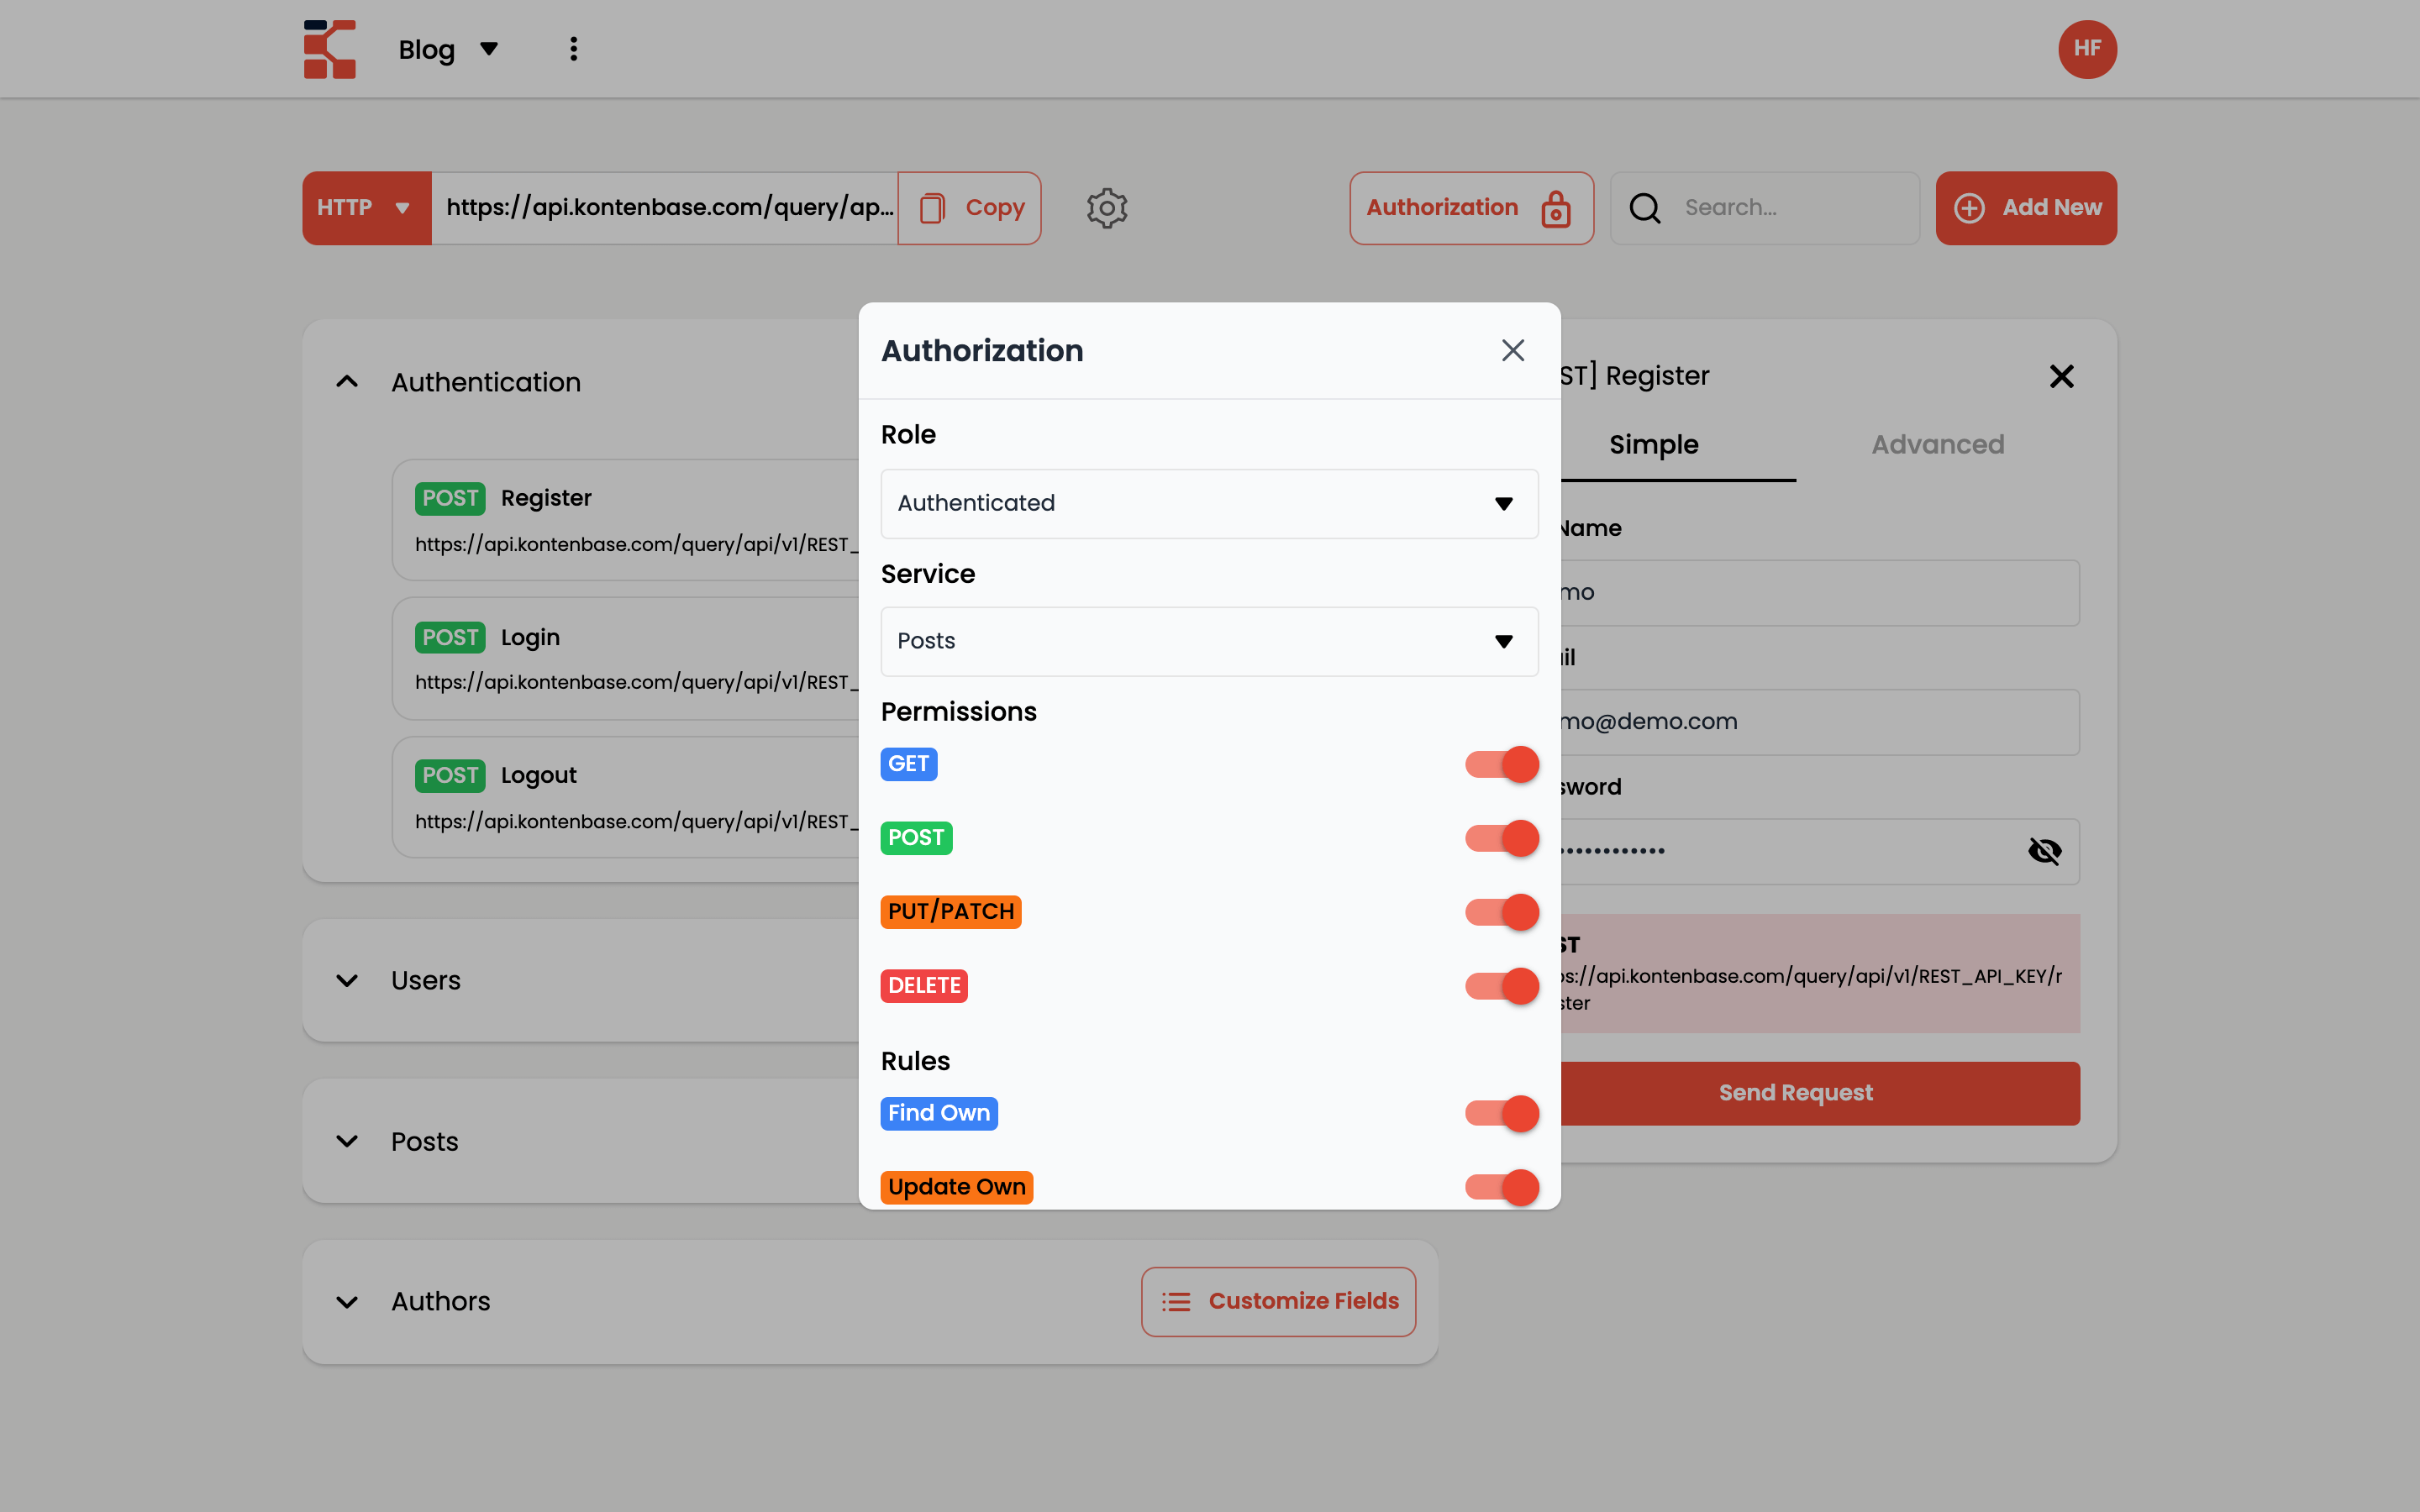 Blog
HF
HTTP
https://api.kontenbase.com/query/ap...
Copy
Authorization
Search...
Add New
Authentication
POST Register
https://api.kontenbase.com/query/api/v1/REST_
POST Login
https://api.kontenbase.com/query/api/v1/REST_
POST Logout
https://api.kontenbase.com/query/api/v1/REST_
Users
Posts
Authors
Customize Fields
Authorization
Role
Authenticated
Service
Posts
Permissions
GET
POST
PUT/PATCH
DELETE
Rules
Find Own
Update Own
ST] Register
Simple
Advanced
Name
mo
il
mo@demo.com
sword
••••••••••••
ST
ps://api.kontenbase.com/query/api/v1/REST_API_KEY/r
ster
Send Request